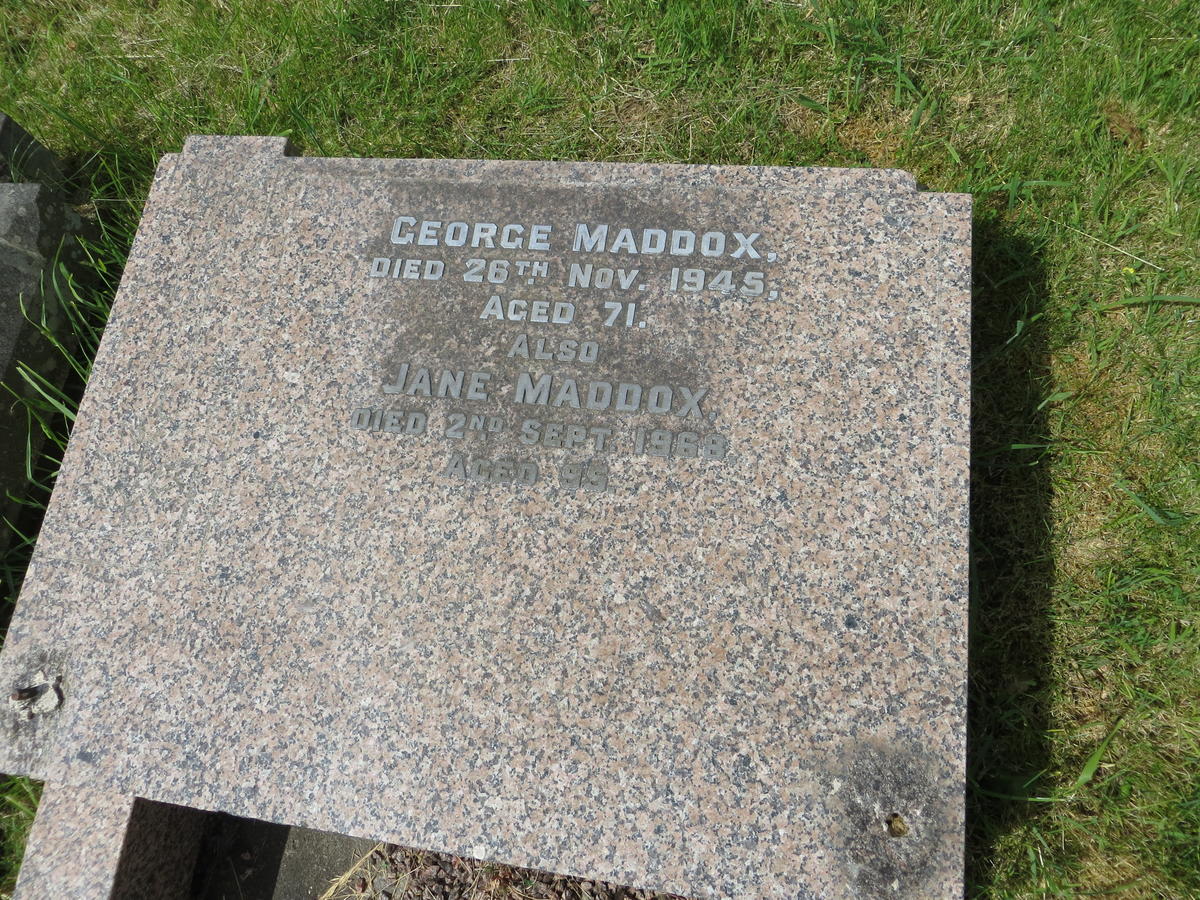 GEORGE MADDOX,
DIED 26TH NOV. 1945,
AGED 71.
ALSO
JANE MADDOX,
DIED 2ND SEPT. 1968
AGED 95.